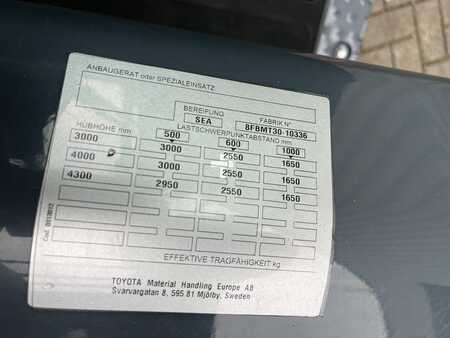 ANBAUGERÄT oder SPEZIALEINSATZ
BEREIFUNG FABRIK N°
SEA 8FBMT30-10336
HUBHÖHE mm LASTSCHWERPUNKTABSTAND mm
500 600 1000
3000 3000 2550 1650
4000 3000 2550 1650
4300 2950 2550 1650
EFFEKTIVE TRAGFÄHIGKEIT kg
TOYOTA Material Handling Europe AB
Svarvargatan 8, 595 81 Mjölby, Sweden